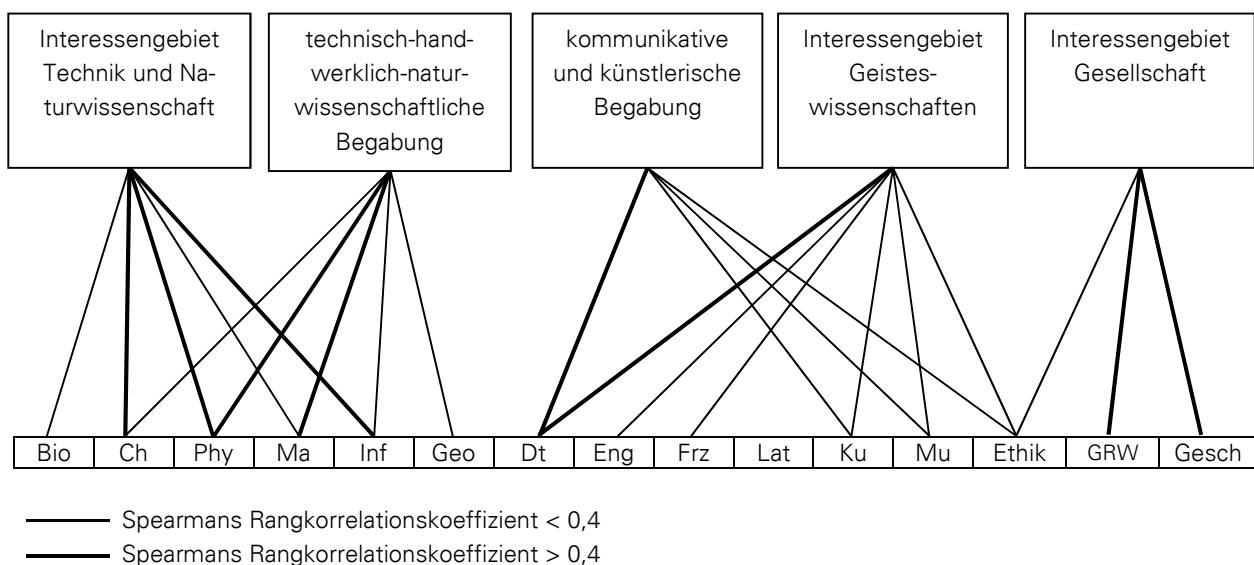 Interessengebiet
Technik und Na-
turwissenschaft
technisch-hand-
werklich-natur-
wissenschaftliche
Begabung
kommunikative
und künstlerische
Begabung
Interessengebiet
Geistes-
wissenschaften
Interessengebiet
Gesellschaft
Bio Ch Phy Ma Inf Geo Dt Eng Frz Lat Ku Mu Ethik GRW Gesch
Spearmans Rangkorrelationskoeffizient < 0,4
Spearmans Rangkorrelationskoeffizient > 0,4